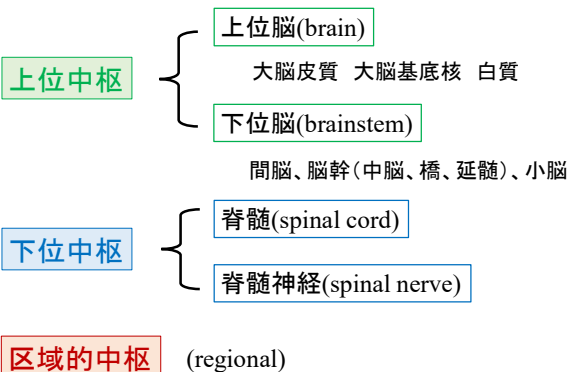 上位脳(brain)
上位中枢
大脳皮質 大脳基底核 白質
下位脳(brainstem)
間脳、脳幹(中脳、橋、延髄)、小脳
脊髄(spinal cord)
下位中枢
脊髄神経(spinal nerve)
区域的中枢 (regional)